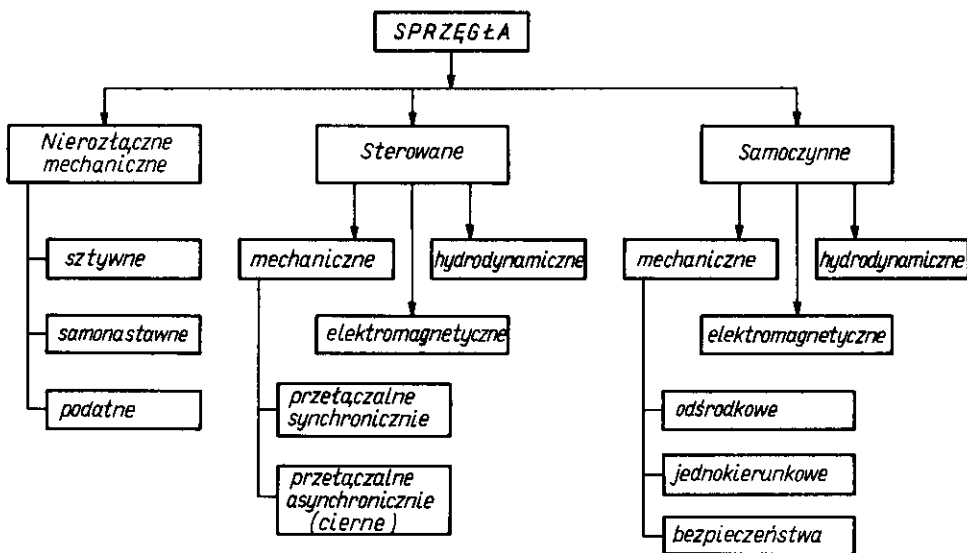 SPRZĘGŁA
Nierozłączne
mechaniczne
Sterowane
Samoczynne
sztywne
samonastawne
podatne
mechaniczne
hydrodynamiczne
elektromagnetyczne
przełączalne
synchronicznie
przełączalne
asynchronicznie
(cierne)
mechaniczne
hydrodynamiczne
elektromagnetyczne
odśrodkowe
jednokierunkowe
bezpieczeństwa